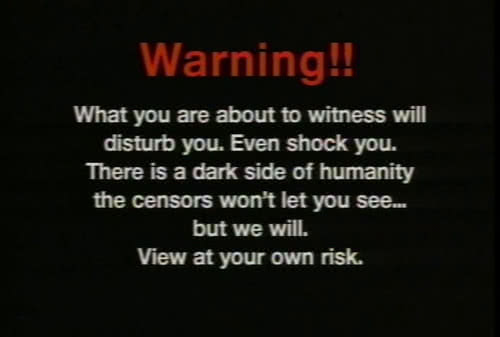 Warning!!
What you are about to witness will
disturb you. Even shock you.
There is a dark side of humanity
the censors won't let you see...
but we will.
View at your own risk.